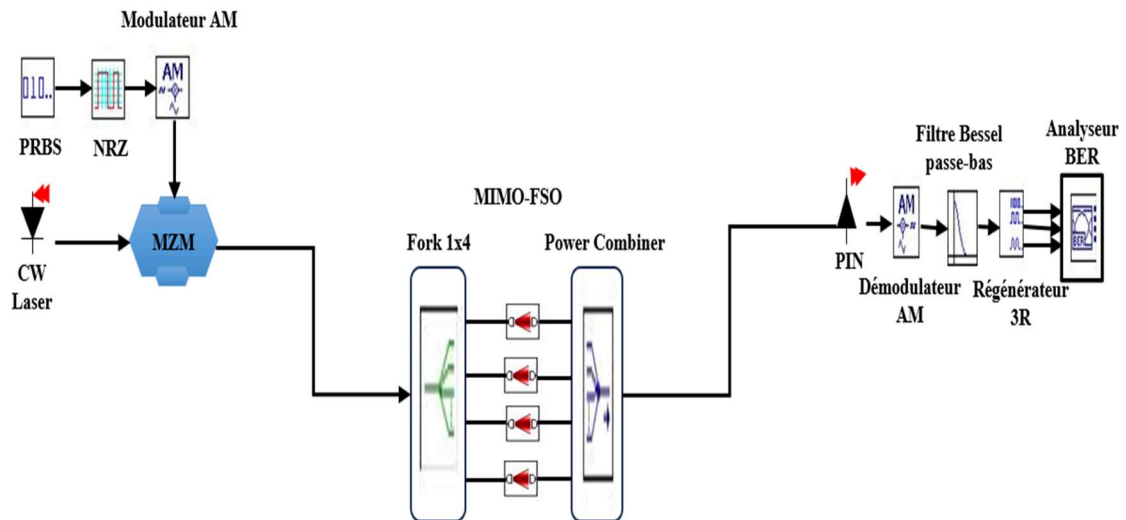 Modulateur AM
010..
AM
PRBS
NRZ
MZM
CW
Laser
MIMO-FSO
Fork 1x4
Power Combiner
PIN
AM
Démodulateur
AM
Filtre Bessel
passe-bas
Régénérateur
3R
Analyseur
BER
BER